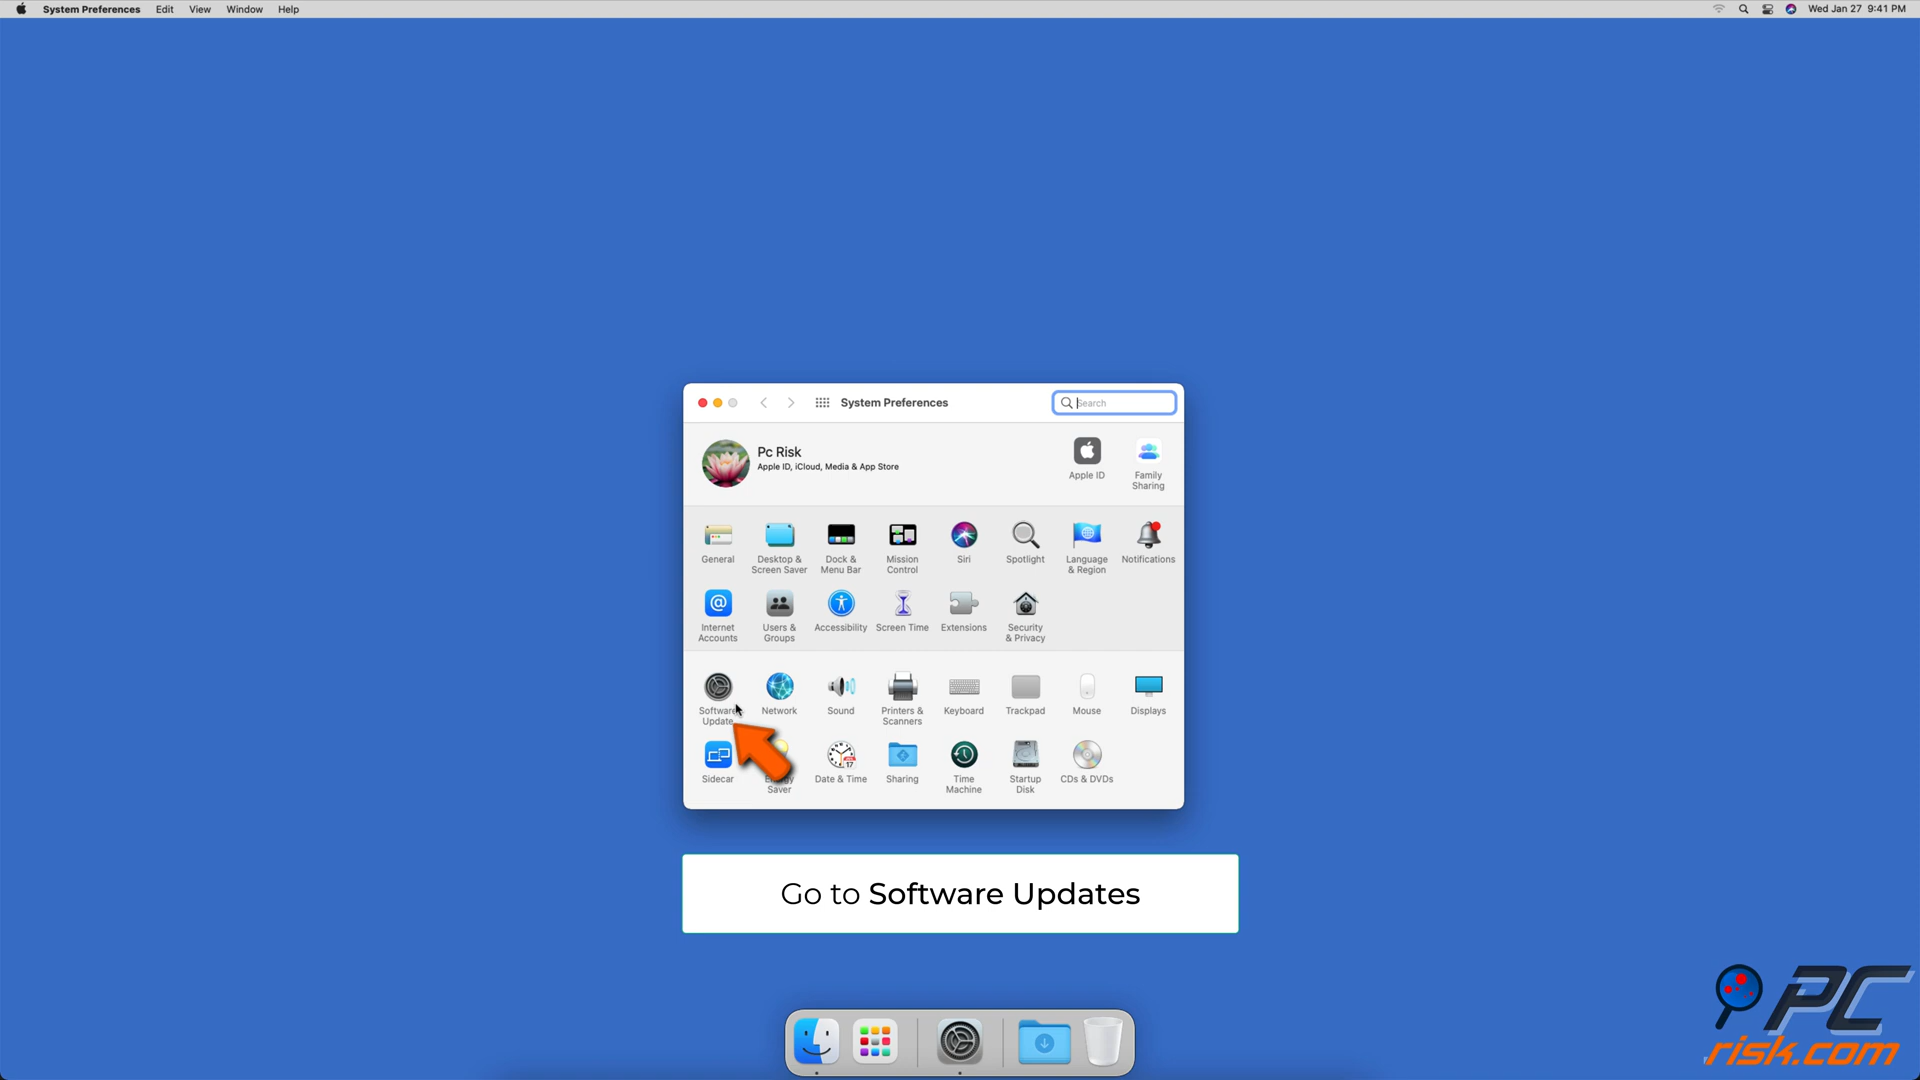 System Preferences Edit View Window Help
Wed Jan 27 9:41 PM
System Preferences
Search
Pc Risk
Apple ID, iCloud, Media & App Store
Apple ID
Family
Sharing
General
Desktop &
Screen Saver
Dock &
Menu Bar
Mission
Control
Siri
Spotlight
Language
& Region
Notifications
Internet
Accounts
Users &
Groups
Accessibility
Screen Time
Extensions
Security
& Privacy
Software
Update
Network
Sound
Printers &
Scanners
Keyboard
Trackpad
Mouse
Displays
Sidecar
Saver
Date & Time
Sharing
Time
Machine
Startup
Disk
CDs & DVDs
Go to Software Updates
PC
risk.com